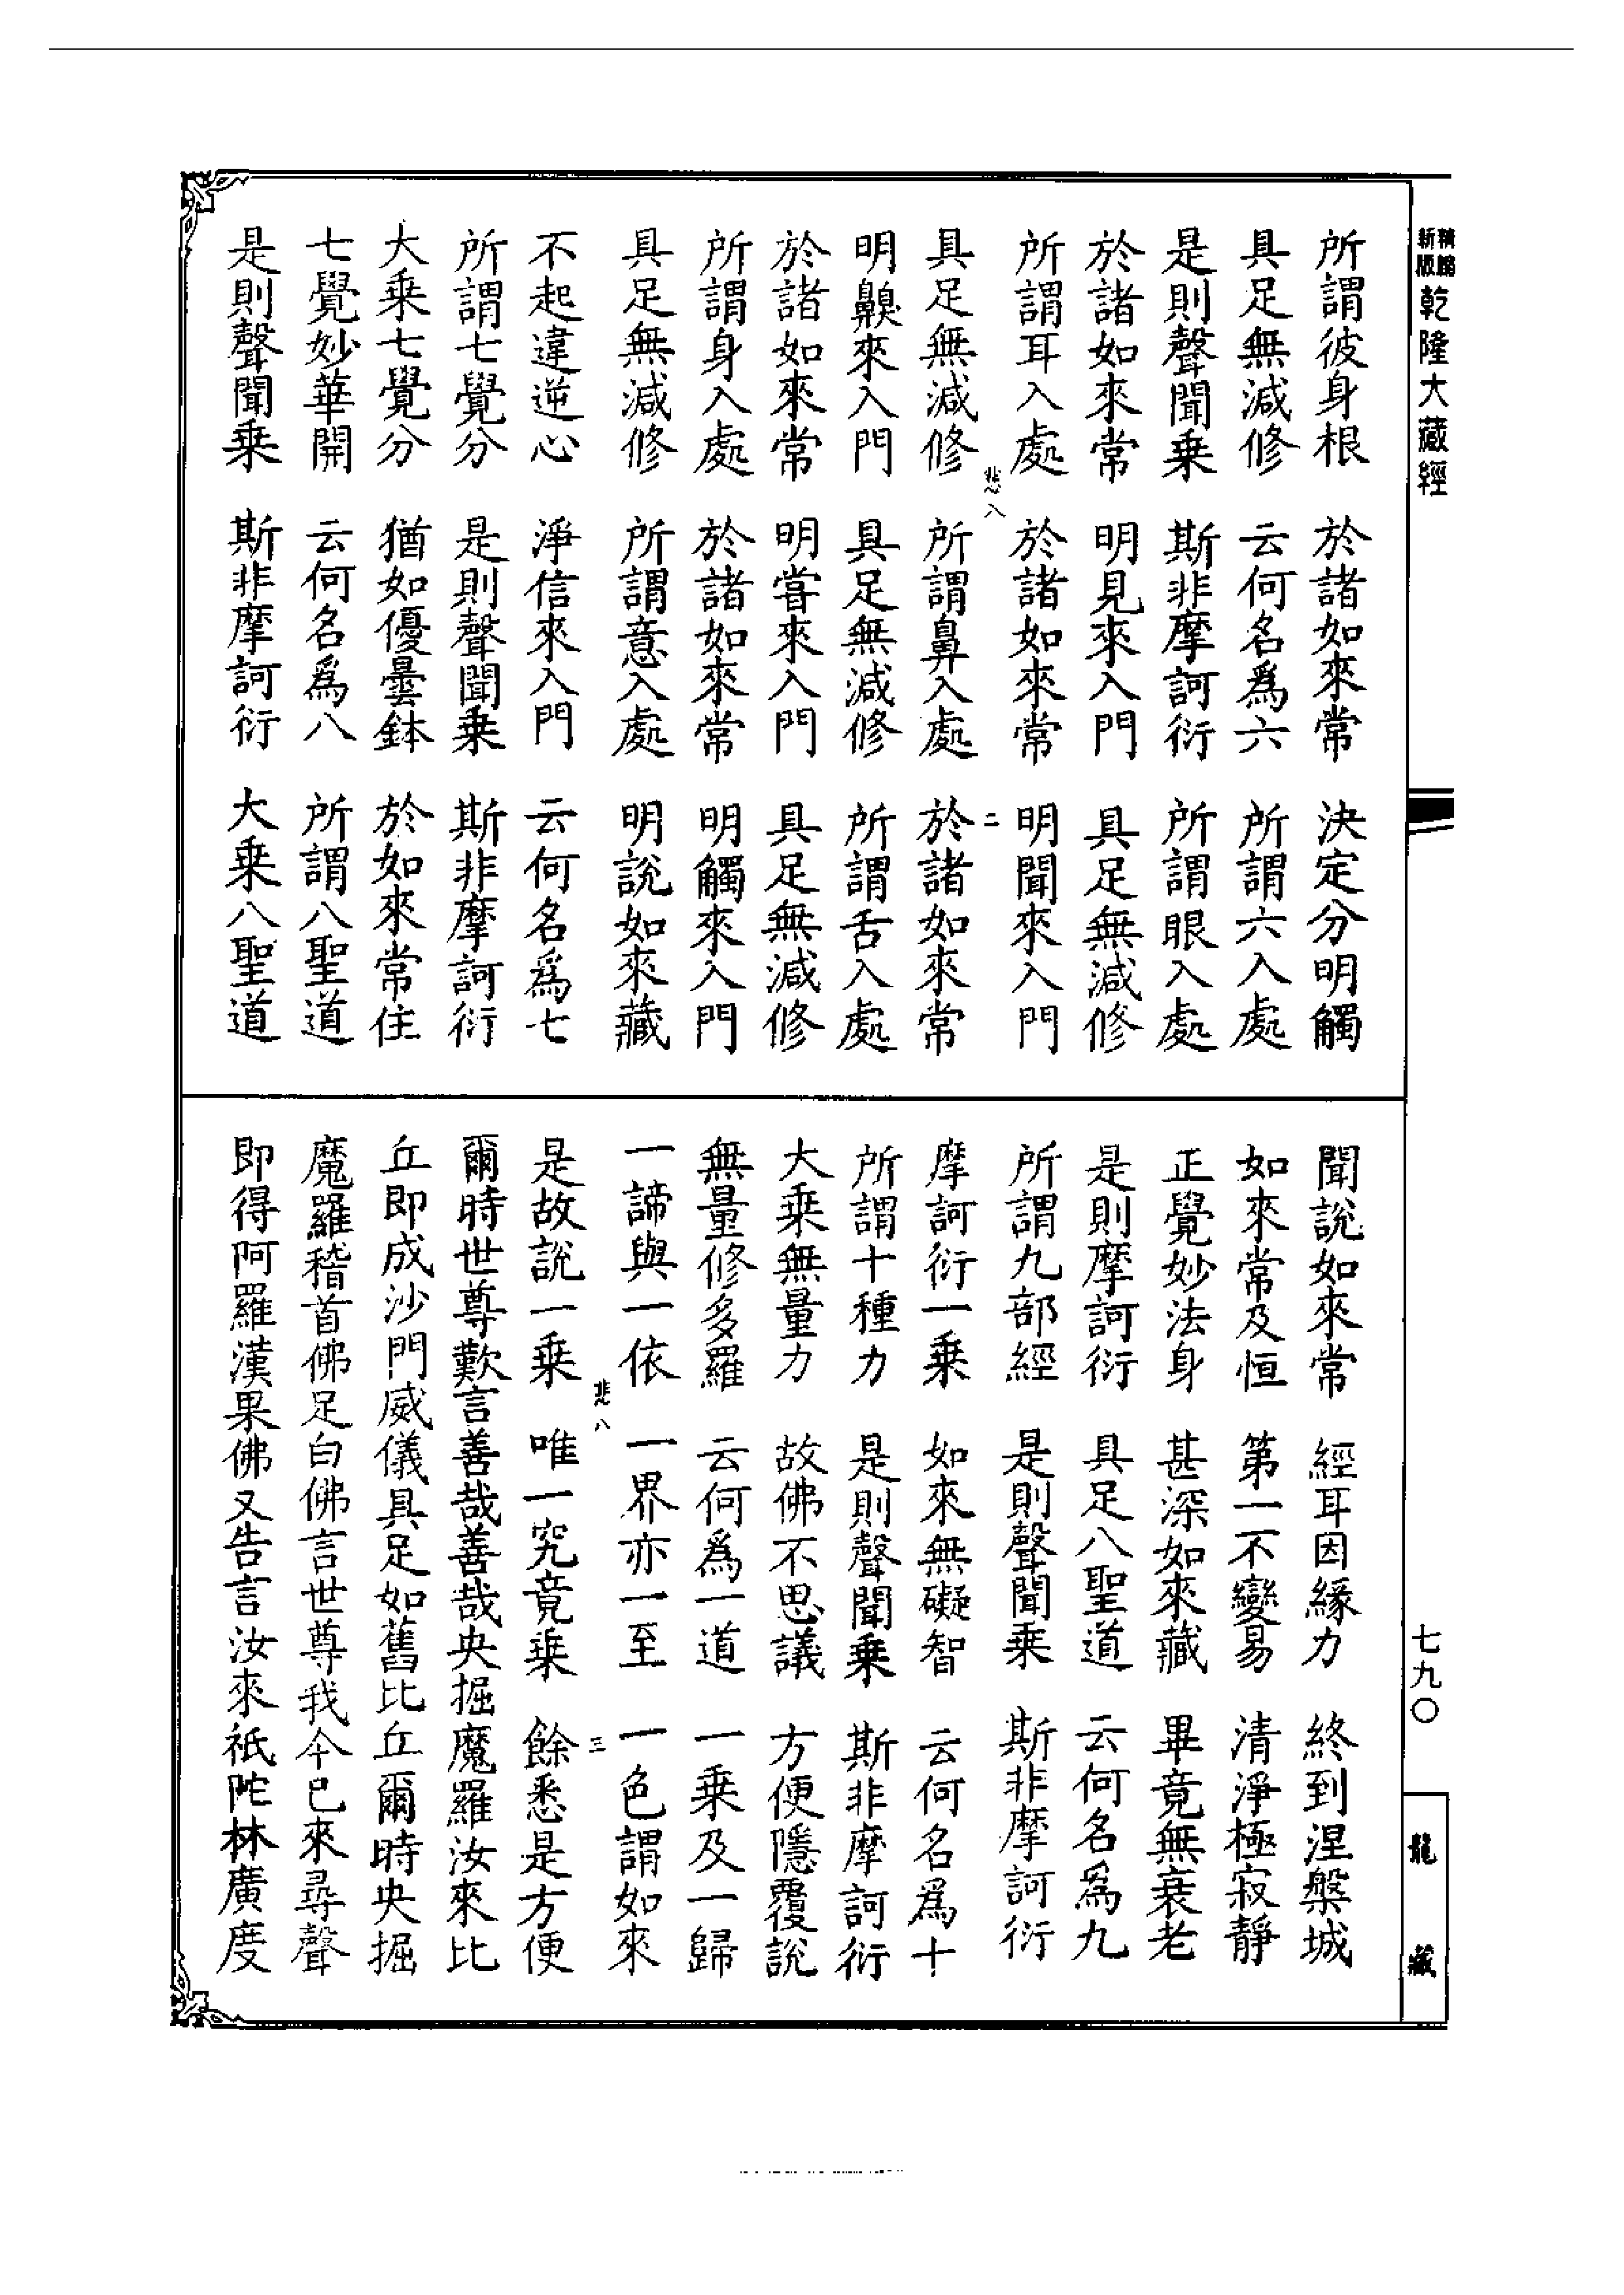 精縮新版乾隆大藏經
所謂彼身根　於諸如來常　決定分明觸
具足無減修　云何名為六　所謂六入處
是則聲聞乘　斯非摩訶衍　所謂眼入處
於諸如來常　明見來入門　具足無減修
所謂耳入處　於諸如來常　明聞來入門
悲八　二
具足無減修　所謂鼻入處　於諸如來常
明齅來入門　具足無減修　所謂舌入處
於諸如來常　明嘗來入門　具足無減修
所謂身入處　於諸如來常　明觸來入門
具足無減修　所謂意入處　明說如來藏
不起違逆心　淨信來入門　云何名爲七
所謂七覺分　是則聲聞乘　斯非摩訶衍
大乘七覺分　猶如優曇鉢　於如來常住
七覺妙華開　云何名爲八　所謂八聖道
是則聲聞乘　斯非摩訶衍　大乘八聖道
聞說如來常　經耳因緣力　終到涅槃城
如來常及恒　第一不變易　清淨極寂靜
正覺妙法身　甚深如來藏　畢竟無衰老
是則摩訶衍　具足八聖道　云何名為九
所謂九部經　是則聲聞乘　斯非摩訶衍
摩訶衍一乘　如來無礙智　云何名爲十
所謂十種力　是則聲聞乘　斯非摩訶衍
大乘無量力　故佛不思議　方便隱覆說
無量修多羅　云何爲一道　一乘及一歸
一諦與一依　一界亦一至　一色謂如來
悲八　三
是故說一乘　唯一究竟乘　餘悉是方便
爾時世尊歎言善哉善哉央掘魔羅汝來比
丘即成沙門威儀具足如舊比丘爾時央掘
魔羅稽首佛足白佛言世尊我今已來尋聲
即得阿羅漢果佛又告言汝來祇陀林廣度
七九〇
龍藏